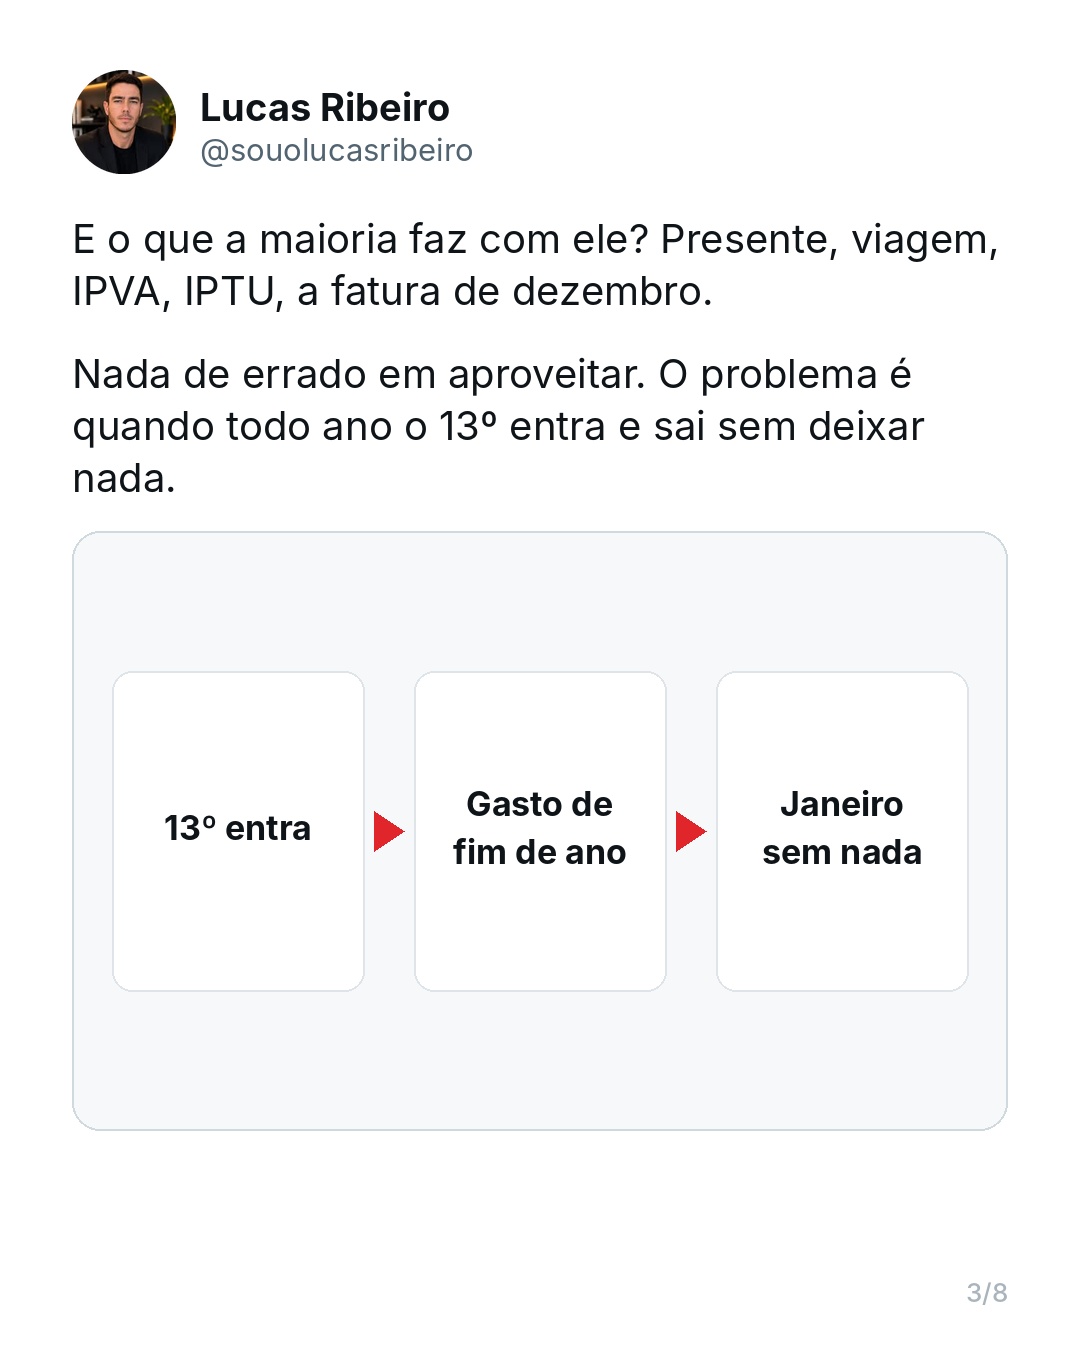 Lucas Ribeiro
@souolucasribeiro
E o que a maioria faz com ele? Presente, viagem,
IPVA, IPTU, a fatura de dezembro.
Nada de errado em aproveitar. O problema é
quando todo ano o 13º entra e sai sem deixar
nada.
13º entra
Gasto de
fim de ano
Janeiro
sem nada
3/8